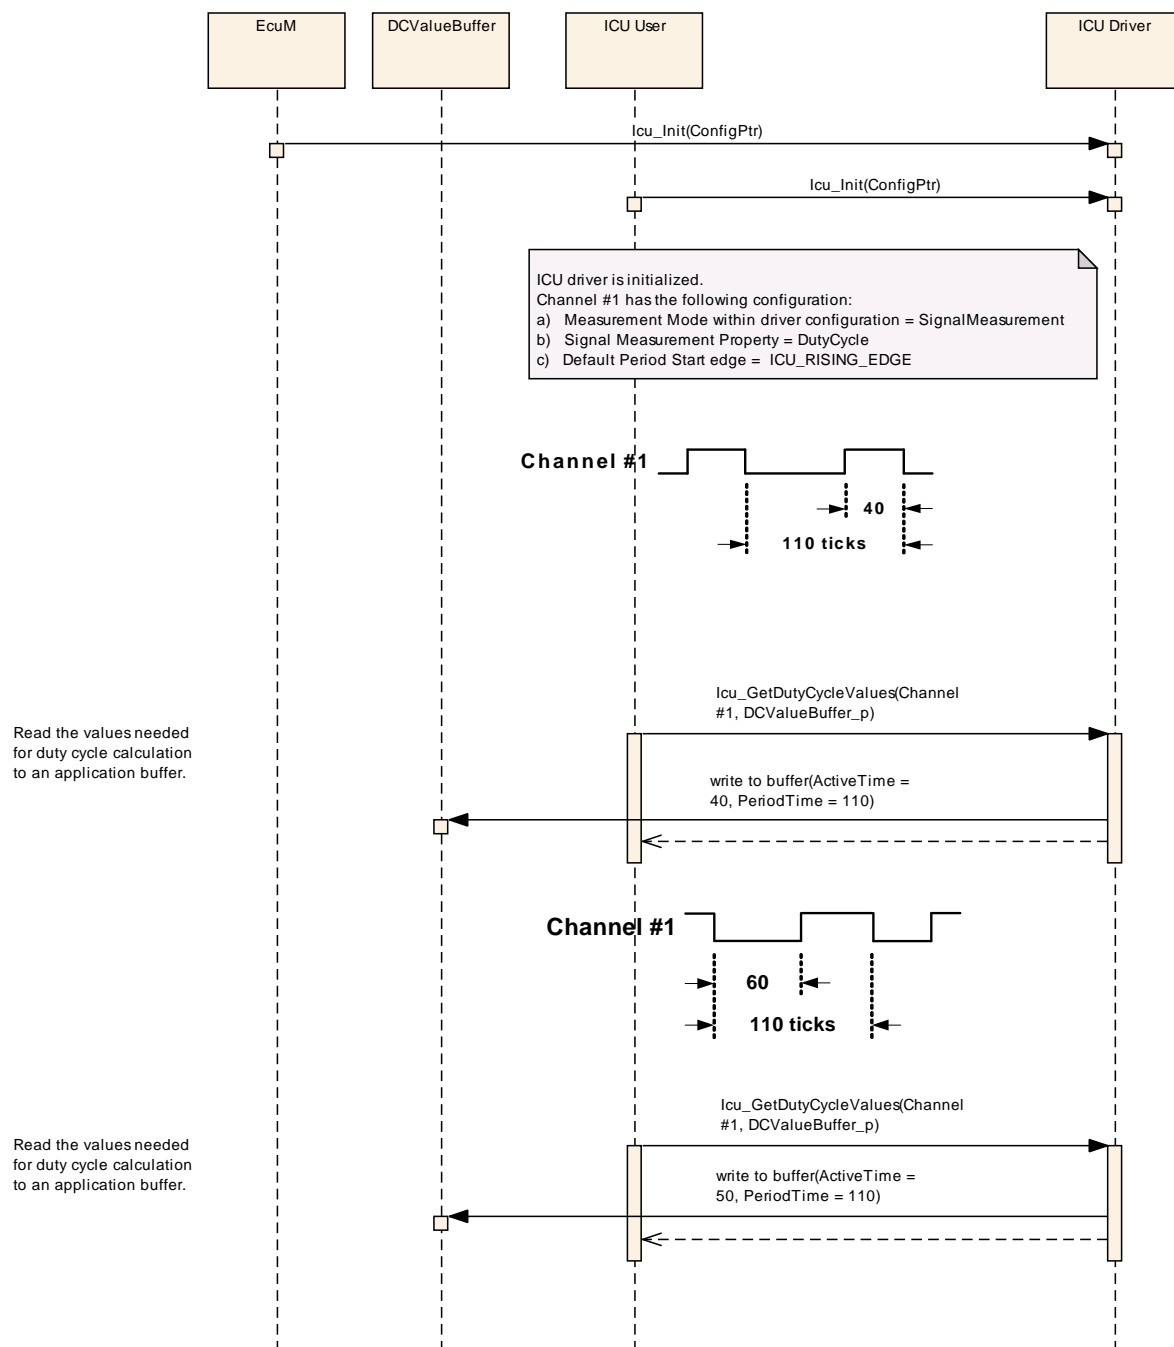 EcuM
DCValueBuffer
ICU User
ICU Driver
Icu_Init(ConfigPtr)
Icu_Init(ConfigPtr)
ICU driver is initialized.
Channel #1 has the following configuration:
a) Measurement Mode within driver configuration = SignalMeasurement
b) Signal Measurement Property = DutyCycle
c) Default Period Start edge = ICU_RISING_EDGE
Channel #1
40
110 ticks
Icu_GetDutyCycleValues(Channel
#1, DCValueBuffer_p)
Read the values needed
for duty cycle calculation
to an application buffer.
write to buffer(ActiveTime =
40, PeriodTime = 110)
Channel #1
60
110 ticks
Icu_GetDutyCycleValues(Channel
#1, DCValueBuffer_p)
Read the values needed
for duty cycle calculation
to an application buffer.
write to buffer(ActiveTime =
50, PeriodTime = 110)